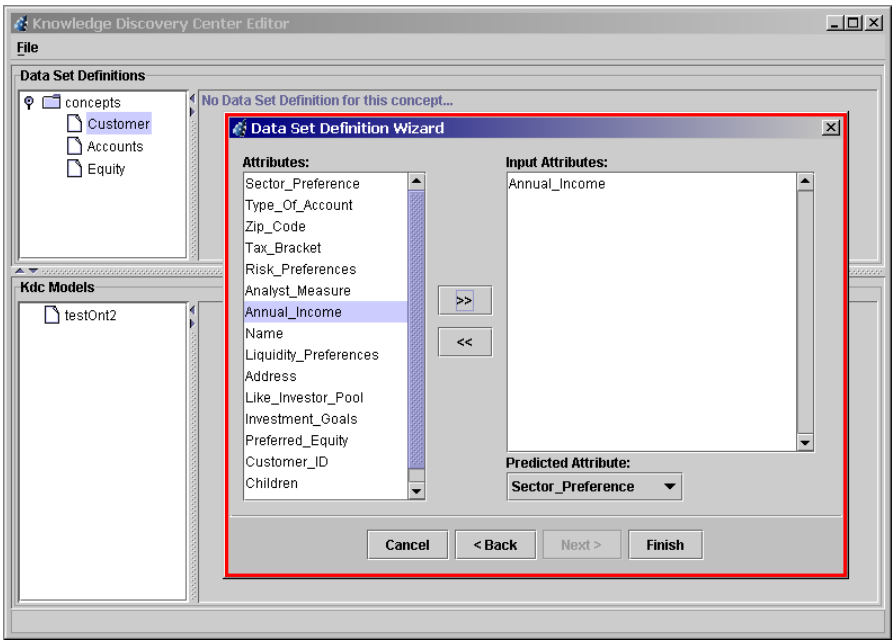 Knowledge Discovery Center Editor
File
Data Set Definitions
concepts
Customer
Accounts
Equity
No Data Set Definition for this concept...
Kdc Models
testOnt2
Data Set Definition Wizard
Attributes:
Sector_Preference
Type_Of_Account
Zip_Code
Tax_Bracket
Risk_Preferences
Analyst_Measure
Annual_Income
Name
Liquidity_Preferences
Address
Like_Investor_Pool
Investment_Goals
Preferred_Equity
Customer_ID
Children
>>
<<
Input Attributes:
Annual_Income
Predicted Attribute:
Sector_Preference
Cancel
< Back
Next >
Finish